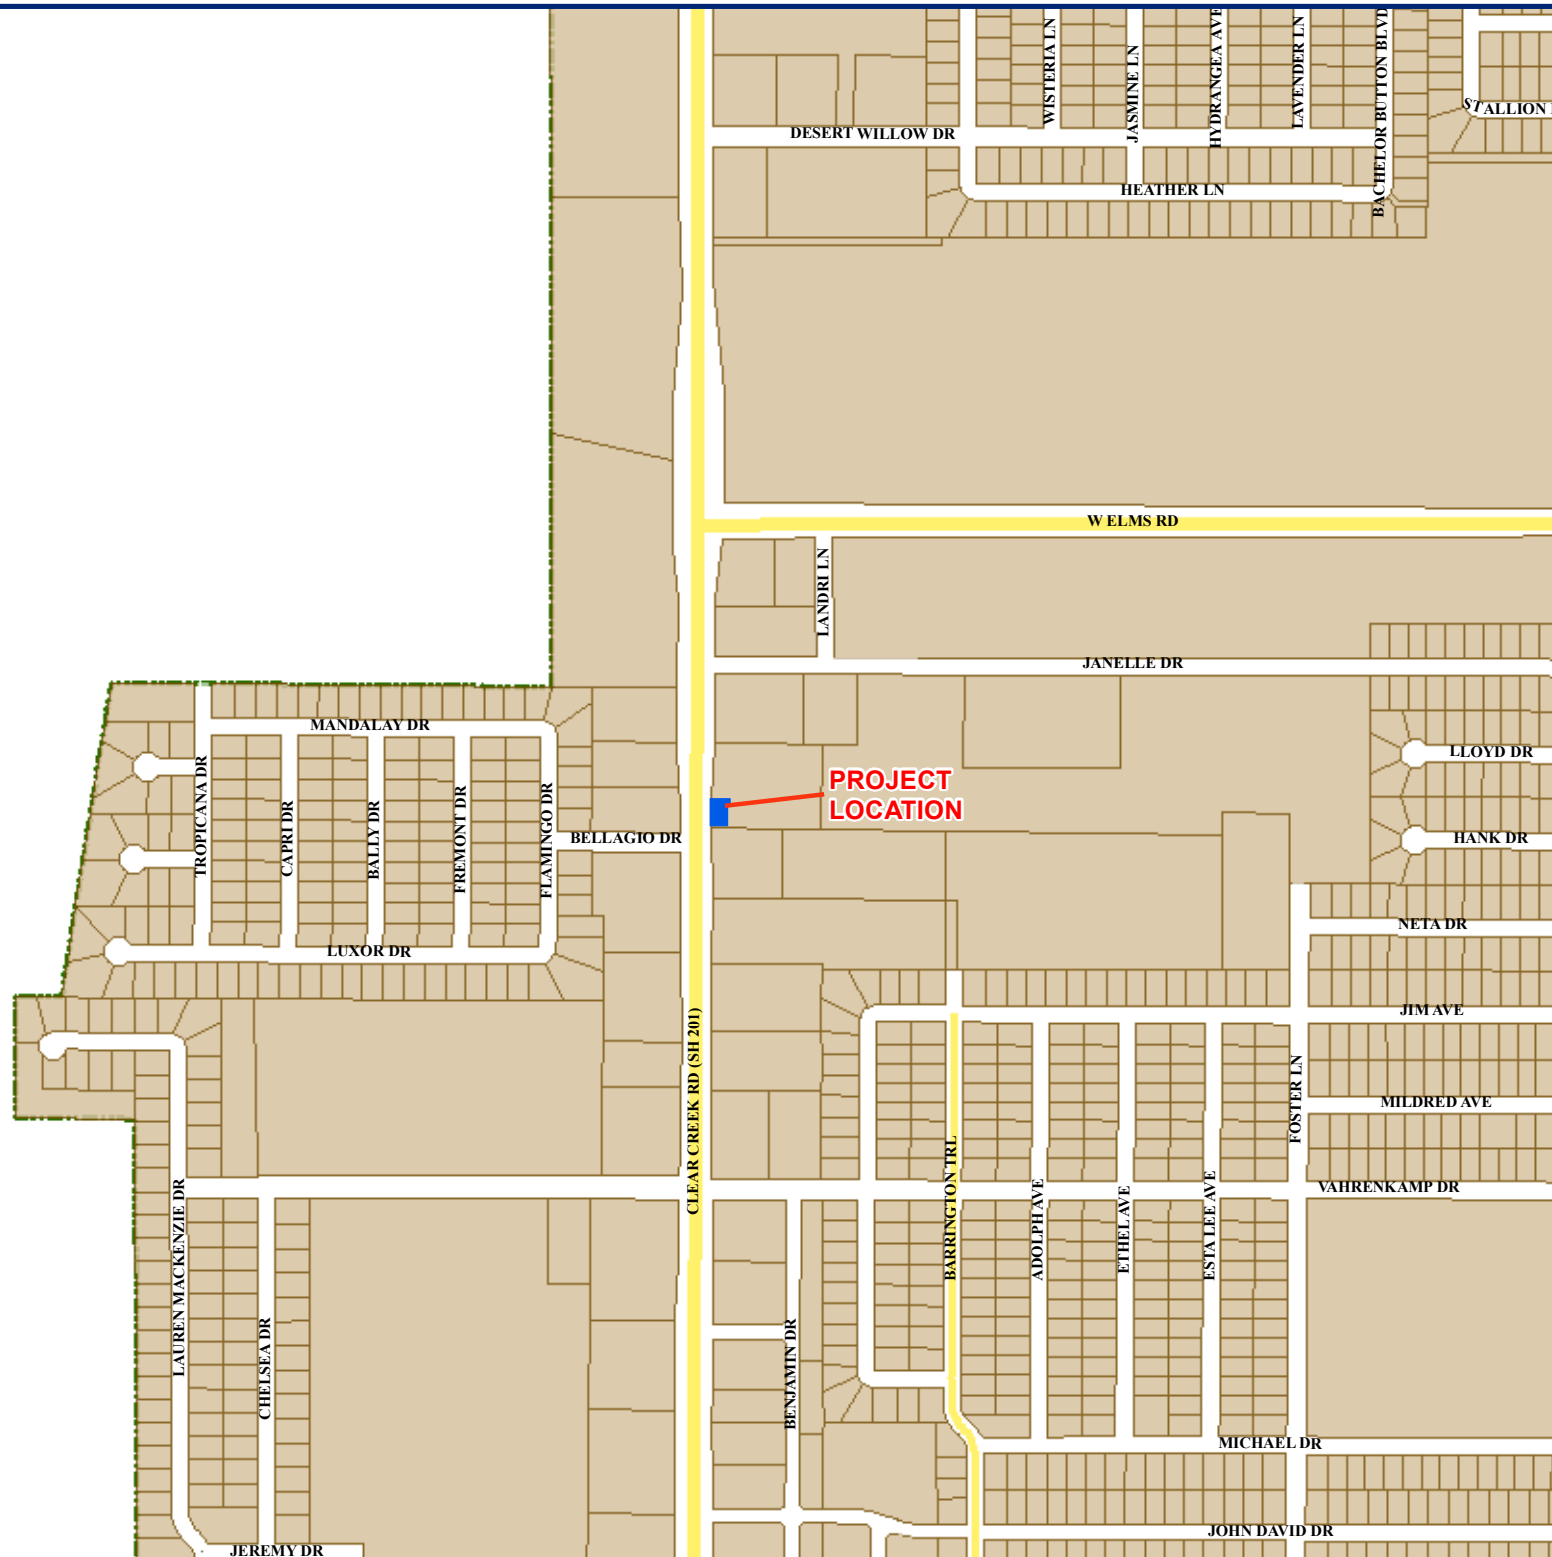 WISTERIA LN
JASMINE LN
HYDRANGEA AVE
LAVENDER LN
BACHELOR BUTTON BLVD
STALLION
DESERT WILLOW DR
HEATHER LN
W ELMS RD
LANDRI LN
JANELLE DR
MANDALAY DR
LLOYD DR
TROPICANA DR
CAPRI DR
BALLY DR
FREMONT DR
FLAMINGO DR
PROJECT
LOCATION
BELLAGIO DR
HANK DR
NETA DR
LUXOR DR
JIM AVE
CLEAR CREEK RD (SH 201)
FOSTER LN
MILDRED AVE
BARRINGTON TRL
ADOLPH AVE
ETHEL AVE
ESTA LEE AVE
VAHRENKAMP DR
LAUREN MACKENZIE DR
CHELSEA DR
BENJAMIN DR
MICHAEL DR
JOHN DAVID DR
JEREMY DR